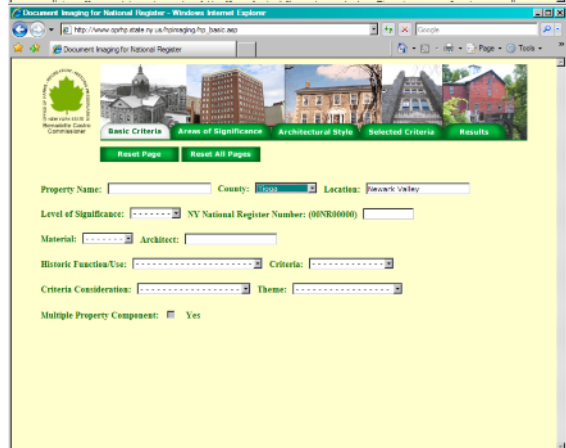 Document Imaging for National Register - Windows Internet Explorer
http://www.oprhp.state.ny.us/hpimaging/hp_basic.asp
Google
Document Imaging for National Register
Page
Tools
Bernadette Castro
Commissioner
Basic Criteria
Areas of Significance
Architectural Style
Selected Criteria
Results
Reset Page
Reset All Pages
Property Name: County: Tioga Location: Newark Valley
Level of Significance: - - - - - - - NY National Register Number: (00NR00000)
Material: - - - - - - - Architect:
Historic Function/Use: Criteria:
Criteria Consideration: Theme:
Multiple Property Component: Yes